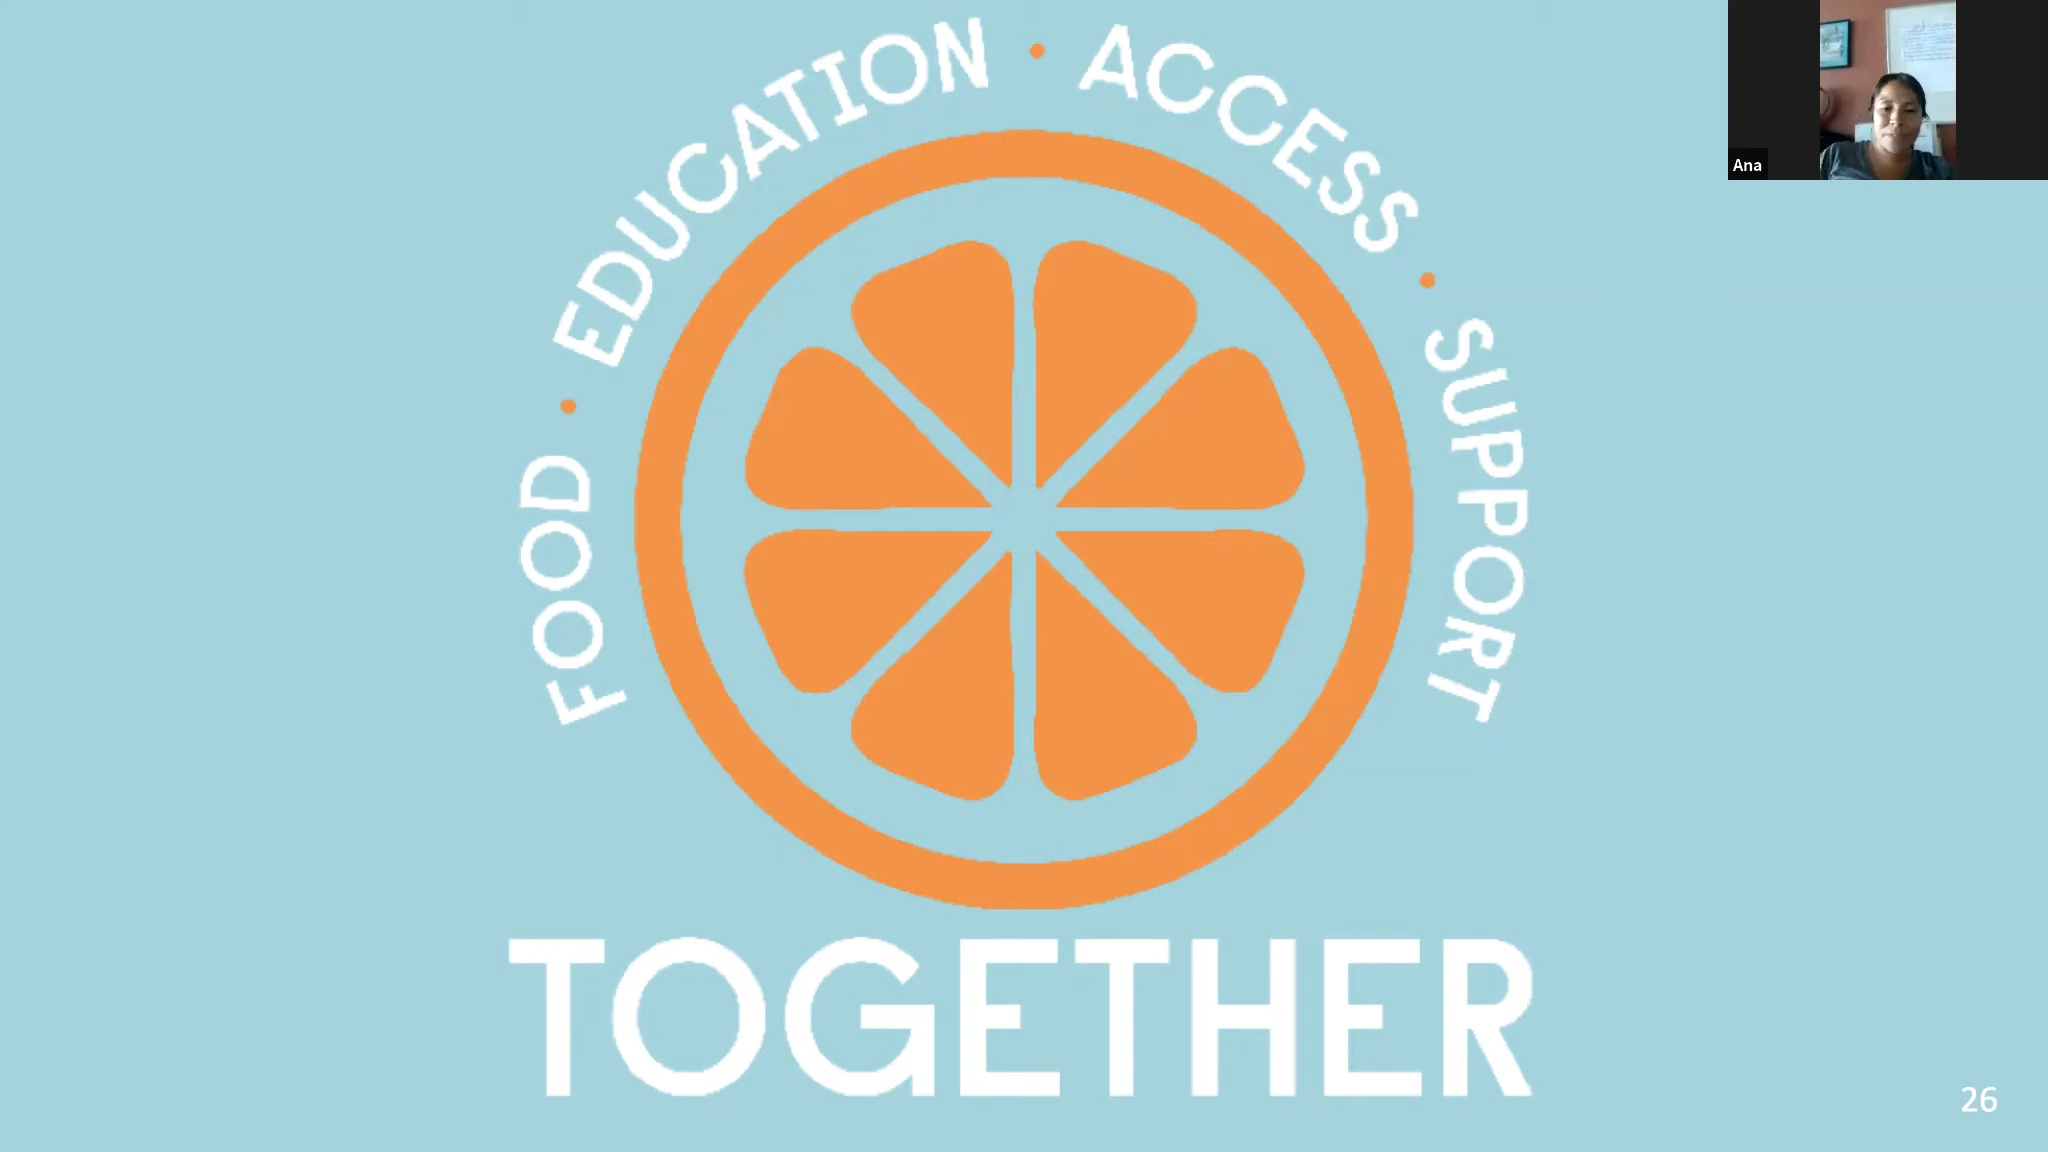 FOOD • EDUCATION • ACCESS • SUPPORT
TOGETHER
Ana
26